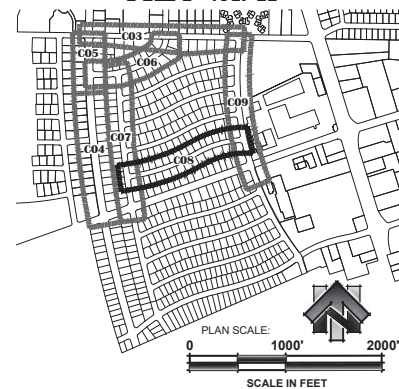 C03
C05
C06
C09
C07
C04
C08
PLAN SCALE:
0 1000' 2000'
SCALE IN FEET